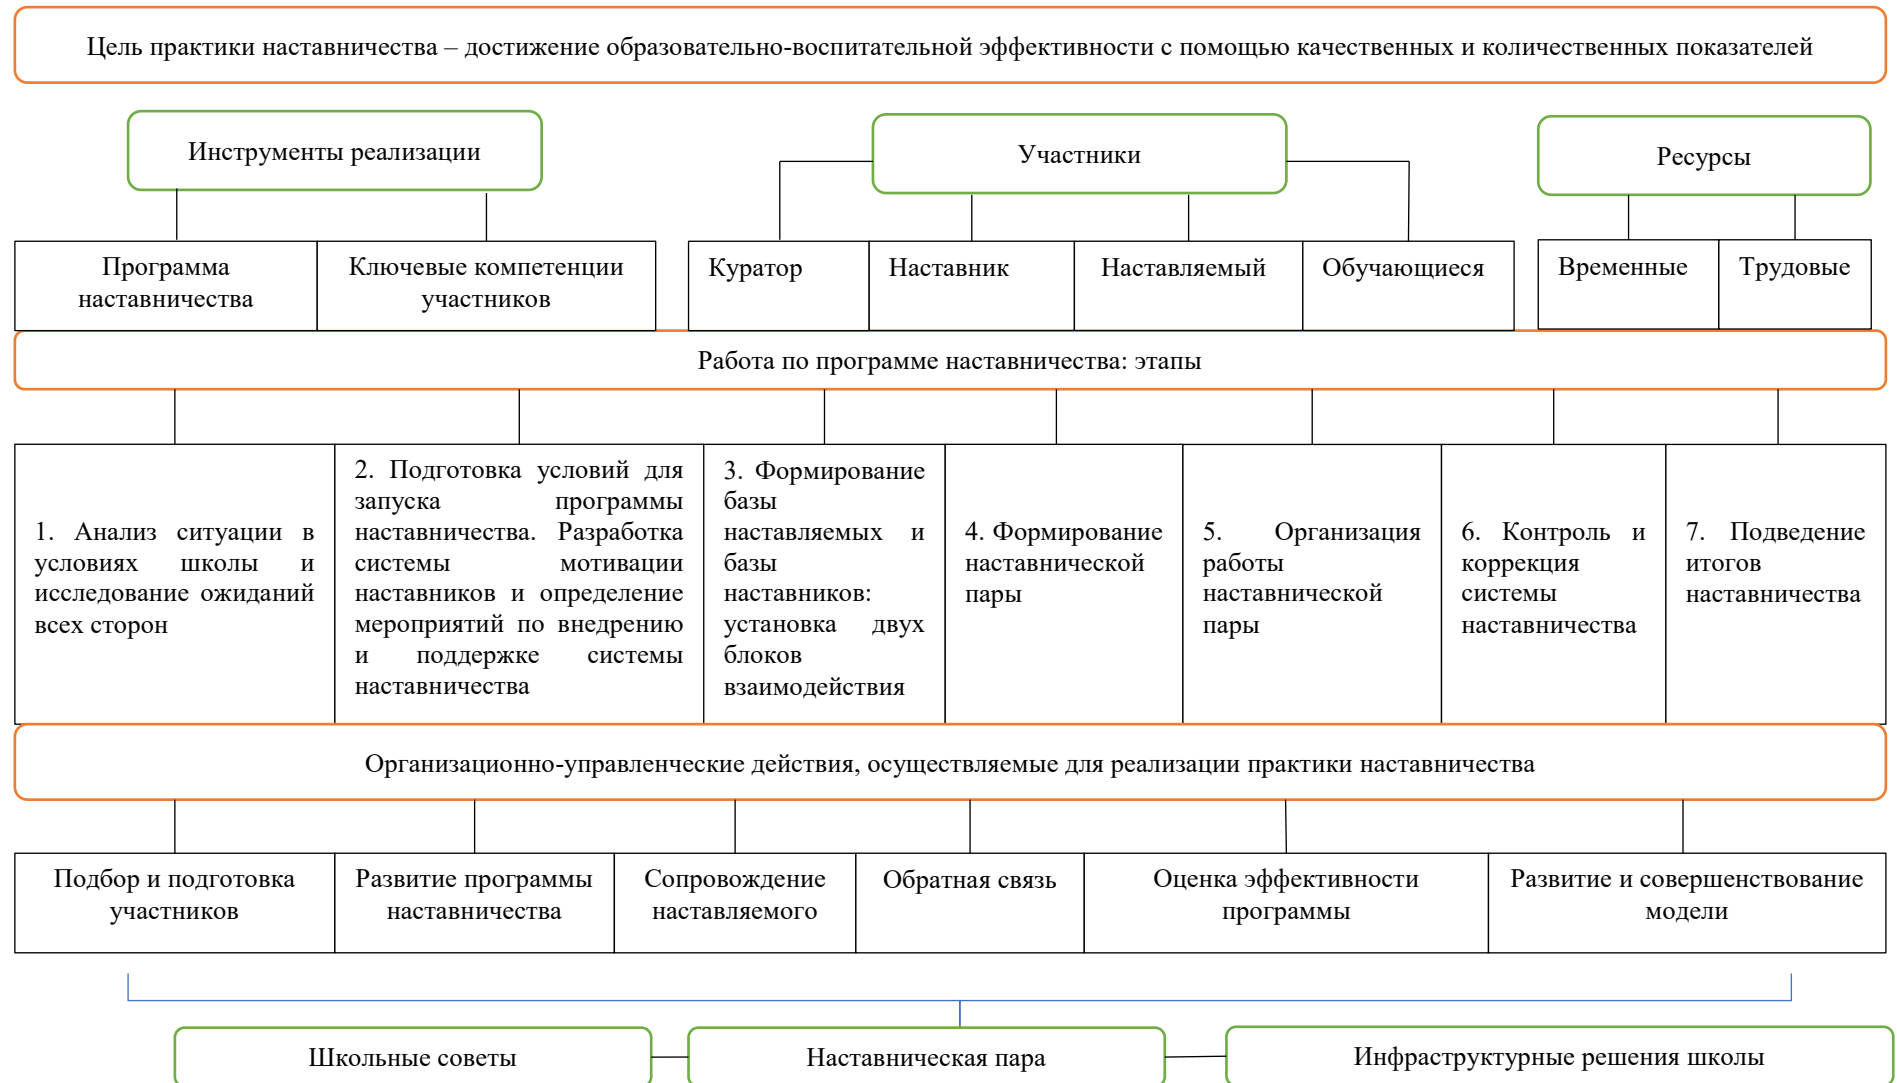 Цель практики наставничества – достижение образовательно-воспитательной эффективности с помощью качественных и количественных показателей
Инструменты реализации
Участники
Ресурсы
Программа
наставничества
Ключевые компетенции
участников
Куратор
Наставник
Наставляемый
Обучающиеся
Временные
Трудовые
Работа по программе наставничества: этапы
1. Анализ ситуации в
условиях школы и
исследование ожиданий
всех сторон
2. Подготовка условий для
запуска программы
наставничества. Разработка
системы мотивации
наставников и определение
мероприятий по внедрению
и поддержке системы
наставничества
3. Формирование
базы
наставляемых и
базы
наставников:
установка двух
блоков
взаимодействия
4. Формирование
наставнической
пары
5. Организация
работы
наставнической
пары
6. Контроль и
коррекция
системы
наставничества
7. Подведение
итогов
наставничества
Организационно-управленческие действия, осуществляемые для реализации практики наставничества
Подбор и подготовка
участников
Развитие программы
наставничества
Сопровождение
наставляемого
Обратная связь
Оценка эффективности
программы
Развитие и совершенствование
модели
Школьные советы
Наставническая пара
Инфраструктурные решения школы